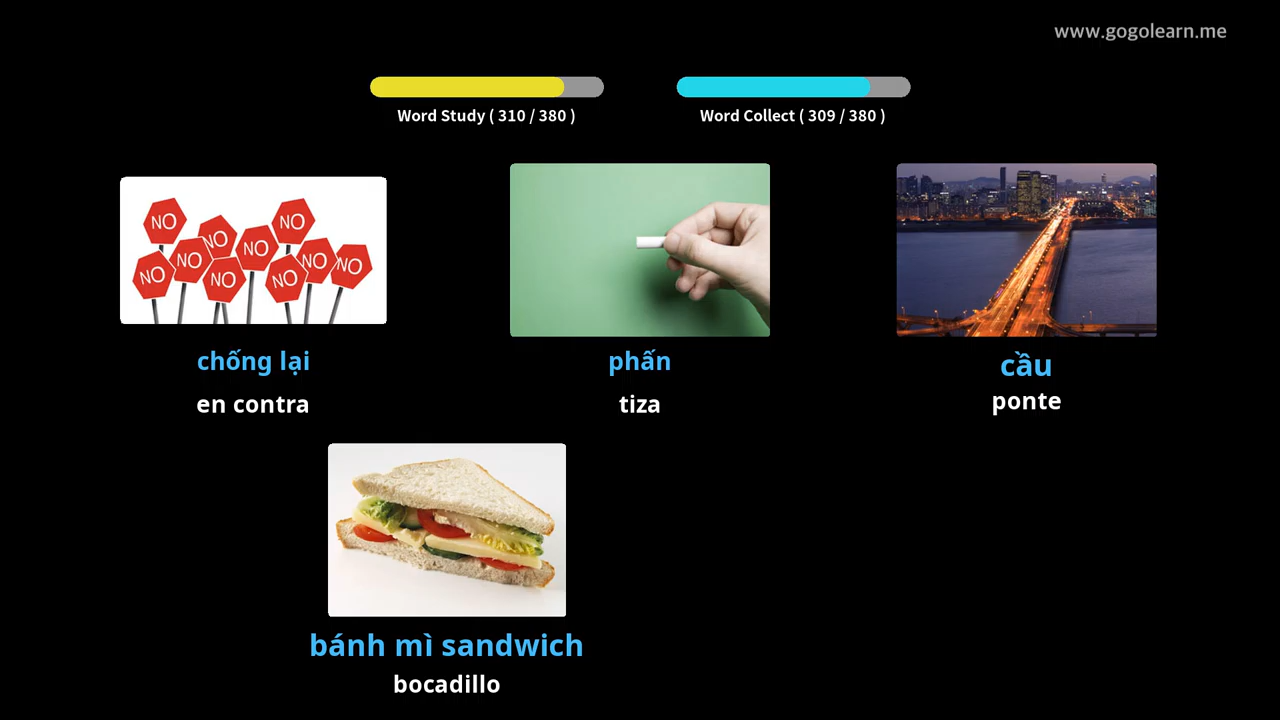 www.gogolearn.me
Word Study ( 310 / 380 )
Word Collect ( 309 / 380 )
NO
NO
NO
NO
NO
NO
NO
NO
NO
NO
chống lại
en contra
phấn
tiza
cầu
ponte
bánh mì sandwich
bocadillo